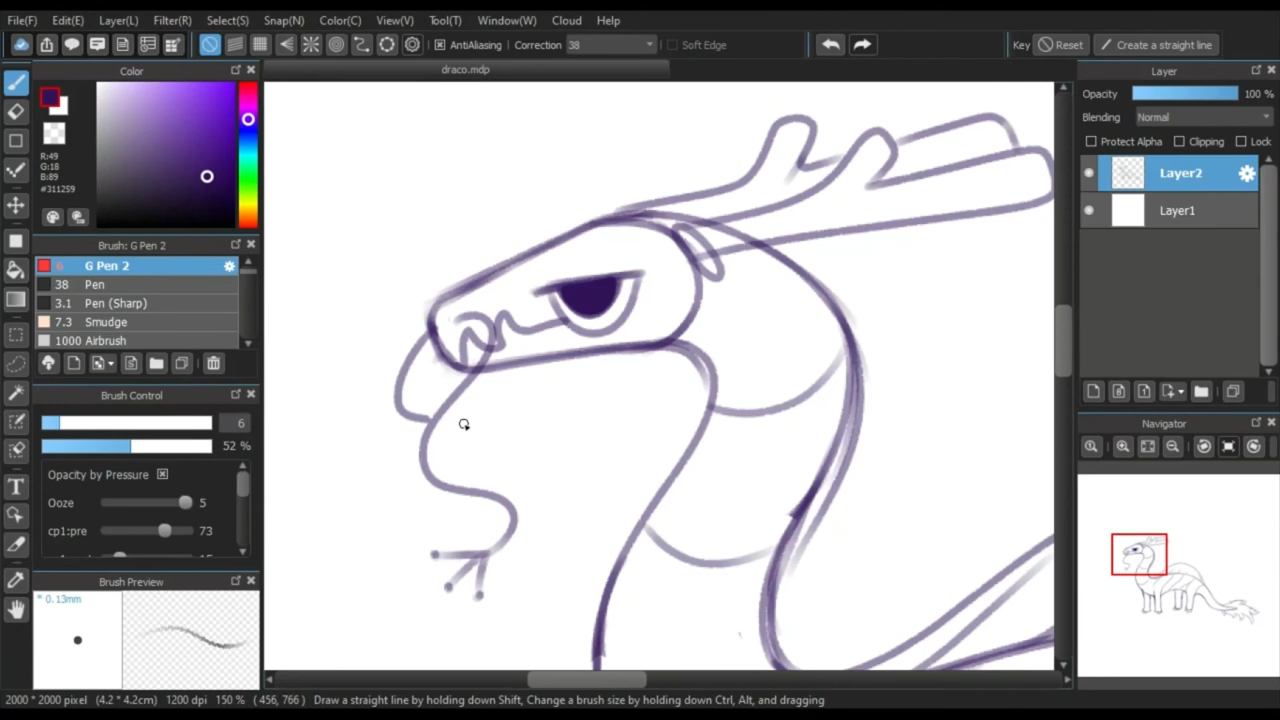 File(F) Edit(E) Layer(L) Filter(R) Select(S) Snap(N) Color(C) View(V) Tool(T) Window(W) Cloud Help
AntiAliasing Correction 38 Soft Edge Key Reset Create a straight line
Color
draco.mdp
Layer
Opacity 100 %
Blending Normal
Protect Alpha Clipping Lock
R:49
G:18
B:89
#311259
Layer2
Layer1
Brush: G Pen 2
6 G Pen 2
38 Pen
3.1 Pen (Sharp)
7.3 Smudge
1000 Airbrush
Brush Control
6
52 %
Opacity by Pressure
Ooze 5
cp1:pre 73
Navigator
Brush Preview
* 0.13mm
2000 * 2000 pixel (4.2 * 4.2cm) 1200 dpi 150 % ( 456, 766 ) Draw a straight line by holding down Shift, Change a brush size by holding down Ctrl, Alt, and dragging